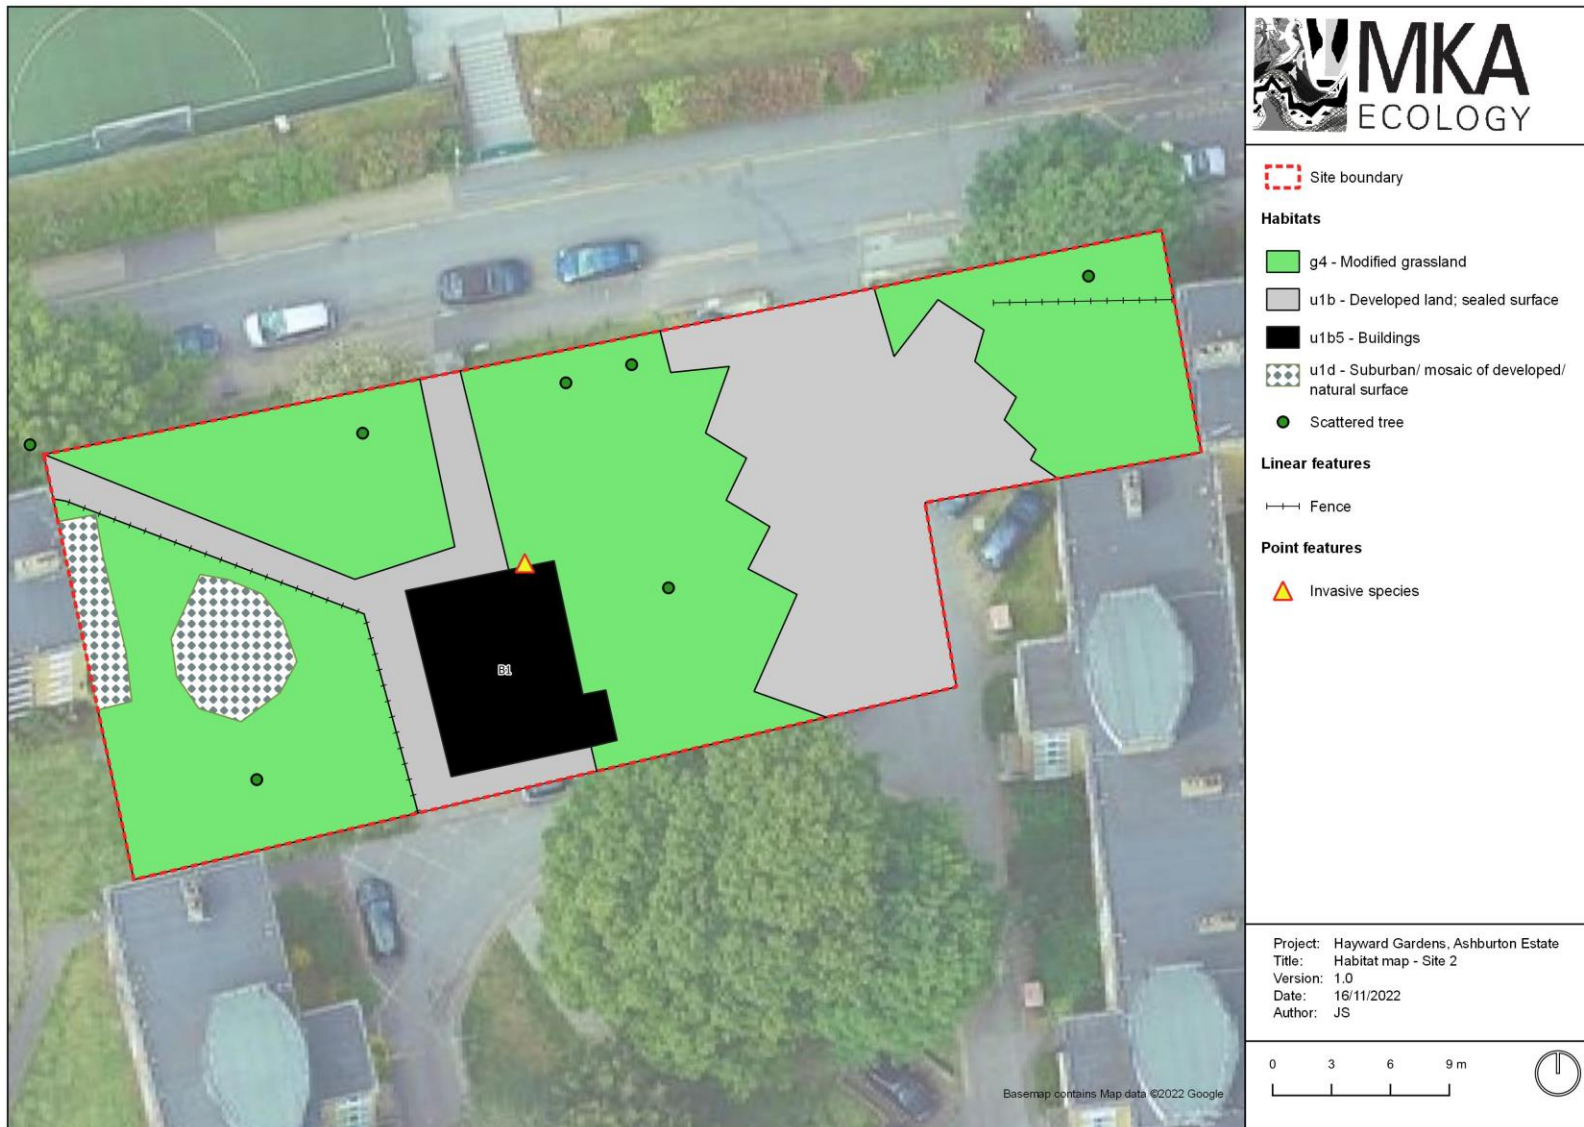 MKA
ECOLOGY
Site boundary
Habitats
g4 - Modified grassland
u1b - Developed land; sealed surface
u1b5 - Buildings
u1d - Suburban/ mosaic of developed/
natural surface
Scattered tree
Linear features
Fence
Point features
Invasive species
B1
Project: Hayward Gardens, Ashburton Estate
Title: Habitat map - Site 2
Version: 1.0
Date: 16/11/2022
Author: JS
0 3 6 9 m
Basemap contains Map data ©2022 Google